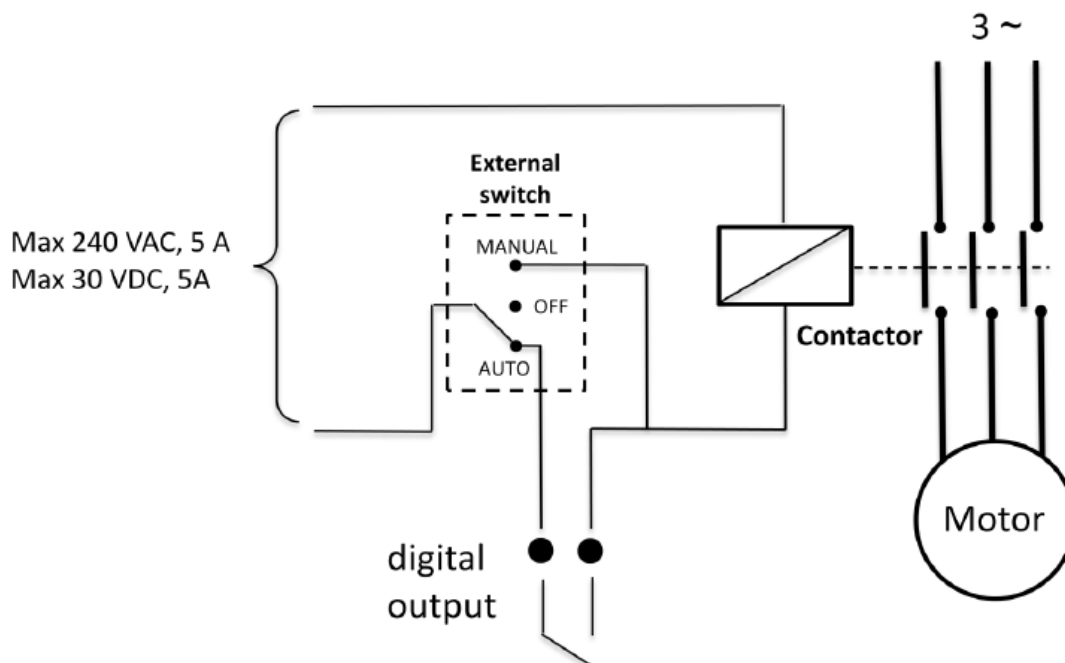 3 ~
External
switch
Max 240 VAC, 5 A
Max 30 VDC, 5A
MANUAL
OFF
AUTO
Contactor
Motor
digital
output